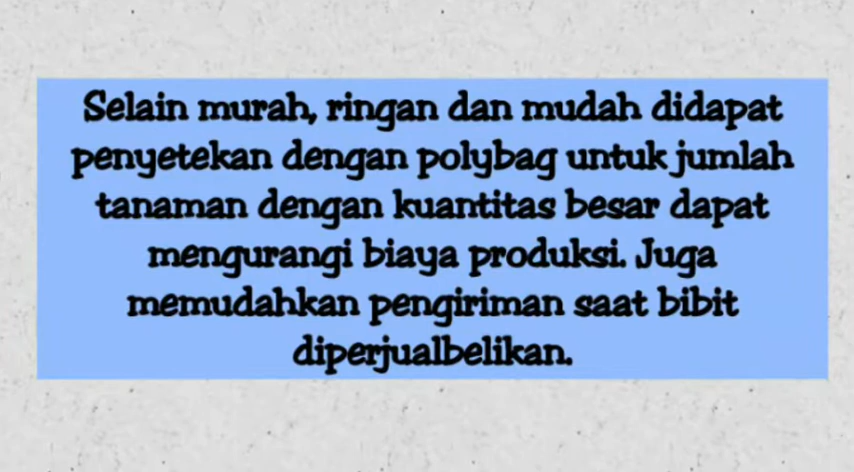 Selain murah, ringan dan mudah didapat
penyetekan dengan polybag untuk jumlah
tanaman dengan kuantitas besar dapat
mengurangi biaya produksi. Juga
memudahkan pengiriman saat bibit
diperjualbelikan.